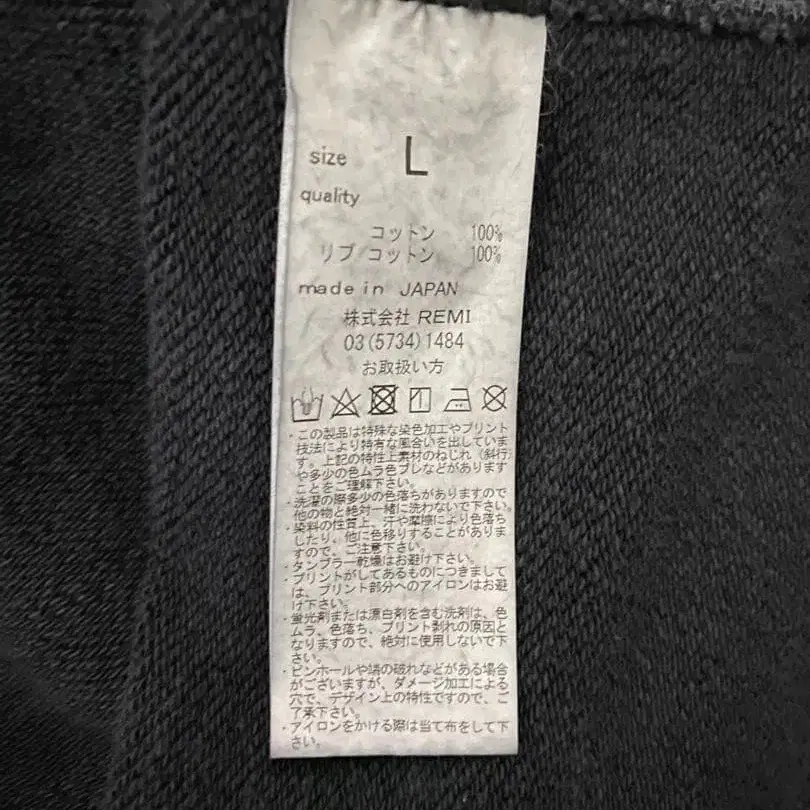 size L
quality
コットン 100%
リブ コットン 100%
made in JAPAN
株式会社 REMI
03(5734)1484
お取扱い方
・この製品は特殊な染色加工やプリント
技法により特有な風合いを出していま
す。上記の特性上素材のねじれ（斜行）
や多少の色ムラ色ブレなどがあります
ことをご理解下さい。
・洗濯の際多少の色落ちがありますので
他の物と絶対一緒に洗わないで下さい。
・染料の性質上、汗や摩擦により色落ち
したり、他に色移りすることがありま
すので、ご注意下さい。
・タンブラー乾燥はお避け下さい。
・プリントがしてあるものにつきまして
は、プリント部分へのアイロンはお避
け下さい。
・蛍光剤または漂白剤を含む洗剤は、色
ムラ、色落ち、プリント剥れの原因と
なりますので、絶対に使用しないで下
さい。
・ピンホールや端の破れなどがある場合
がございますが、ダメージ加工による
穴で、デザイン上の特性ですので、ご
了承下さい。
・アイロンをかける際は当て布をして下
さい。